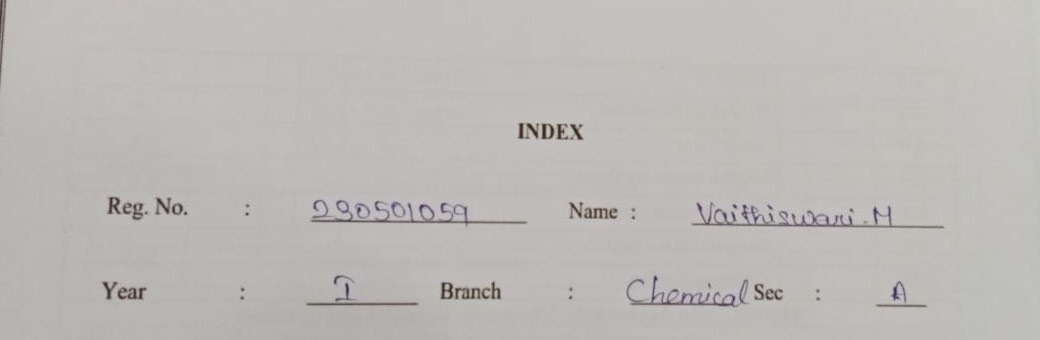 INDEX
Reg. No. : 230501059 Name : Vaithiswari.M
Year : I Branch : Chemical Sec : A